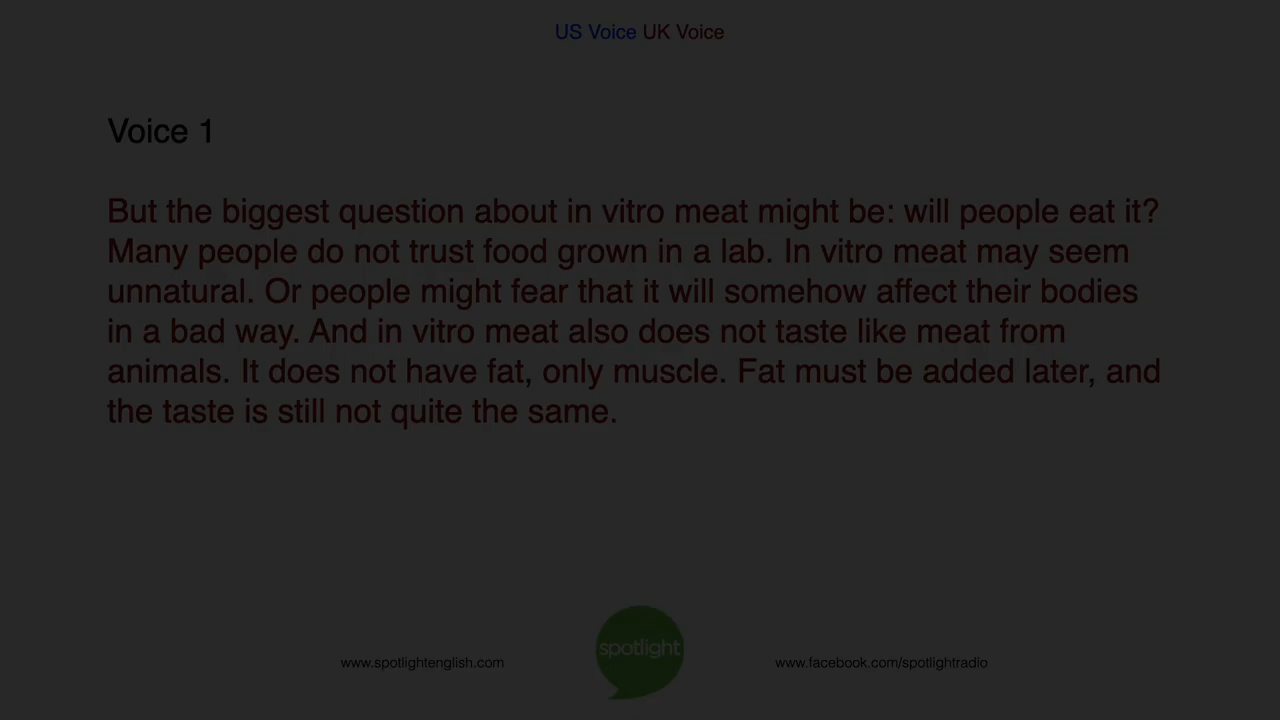 US Voice UK Voice
Voice 1
But the biggest question about in vitro meat might be: will people eat it?
Many people do not trust food grown in a lab. In vitro meat may seem
unnatural. Or people might fear that it will somehow affect their bodies
in a bad way. And in vitro meat also does not taste like meat from
animals. It does not have fat, only muscle. Fat must be added later, and
the taste is still not quite the same.
spotlight
www.spotlightenglish.com
www.facebook.com/spotlightradio